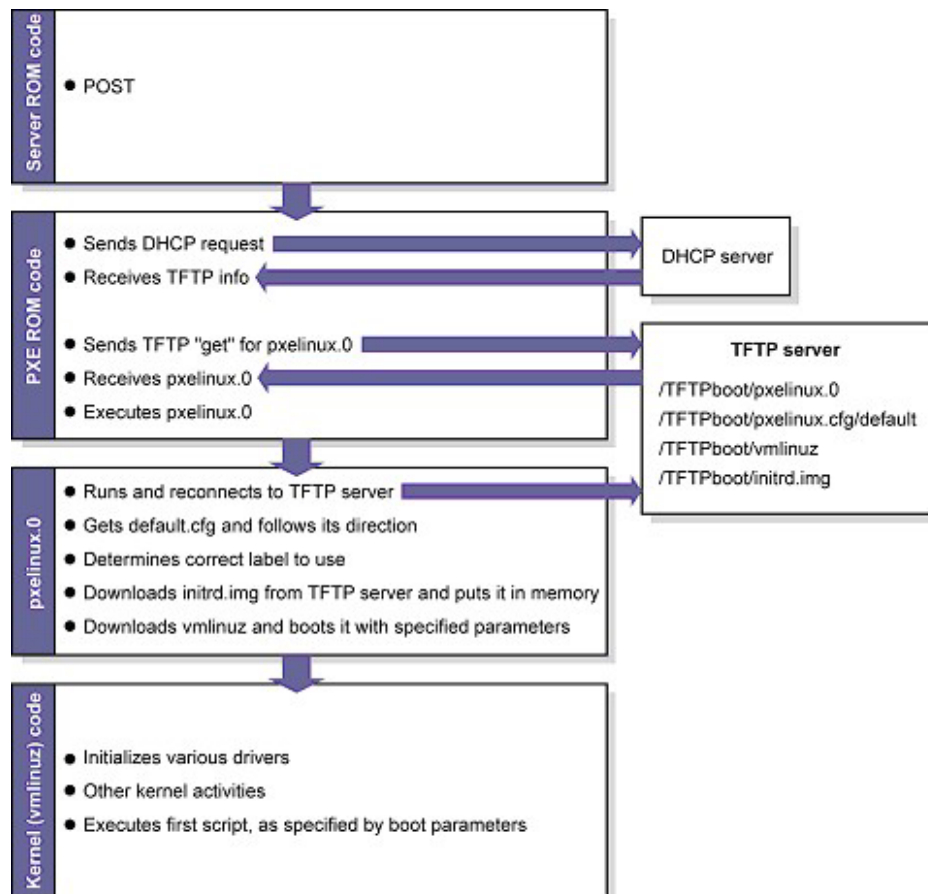 Server ROM code
● POST
PXE ROM code
● Sends DHCP request
● Receives TFTP info
● Sends TFTP "get" for pxelinux.0
● Receives pxelinux.0
● Executes pxelinux.0
DHCP server
TFTP server
/TFTPboot/pxelinux.0
/TFTPboot/pxelinux.cfg/default
/TFTPboot/vmlinuz
/TFTPboot/initrd.img
pxelinux.0
● Runs and reconnects to TFTP server
● Gets default.cfg and follows its direction
● Determines correct label to use
● Downloads initrd.img from TFTP server and puts it in memory
● Downloads vmlinuz and boots it with specified parameters
Kernel (vmlinuz) code
● Initializes various drivers
● Other kernel activities
● Executes first script, as specified by boot parameters